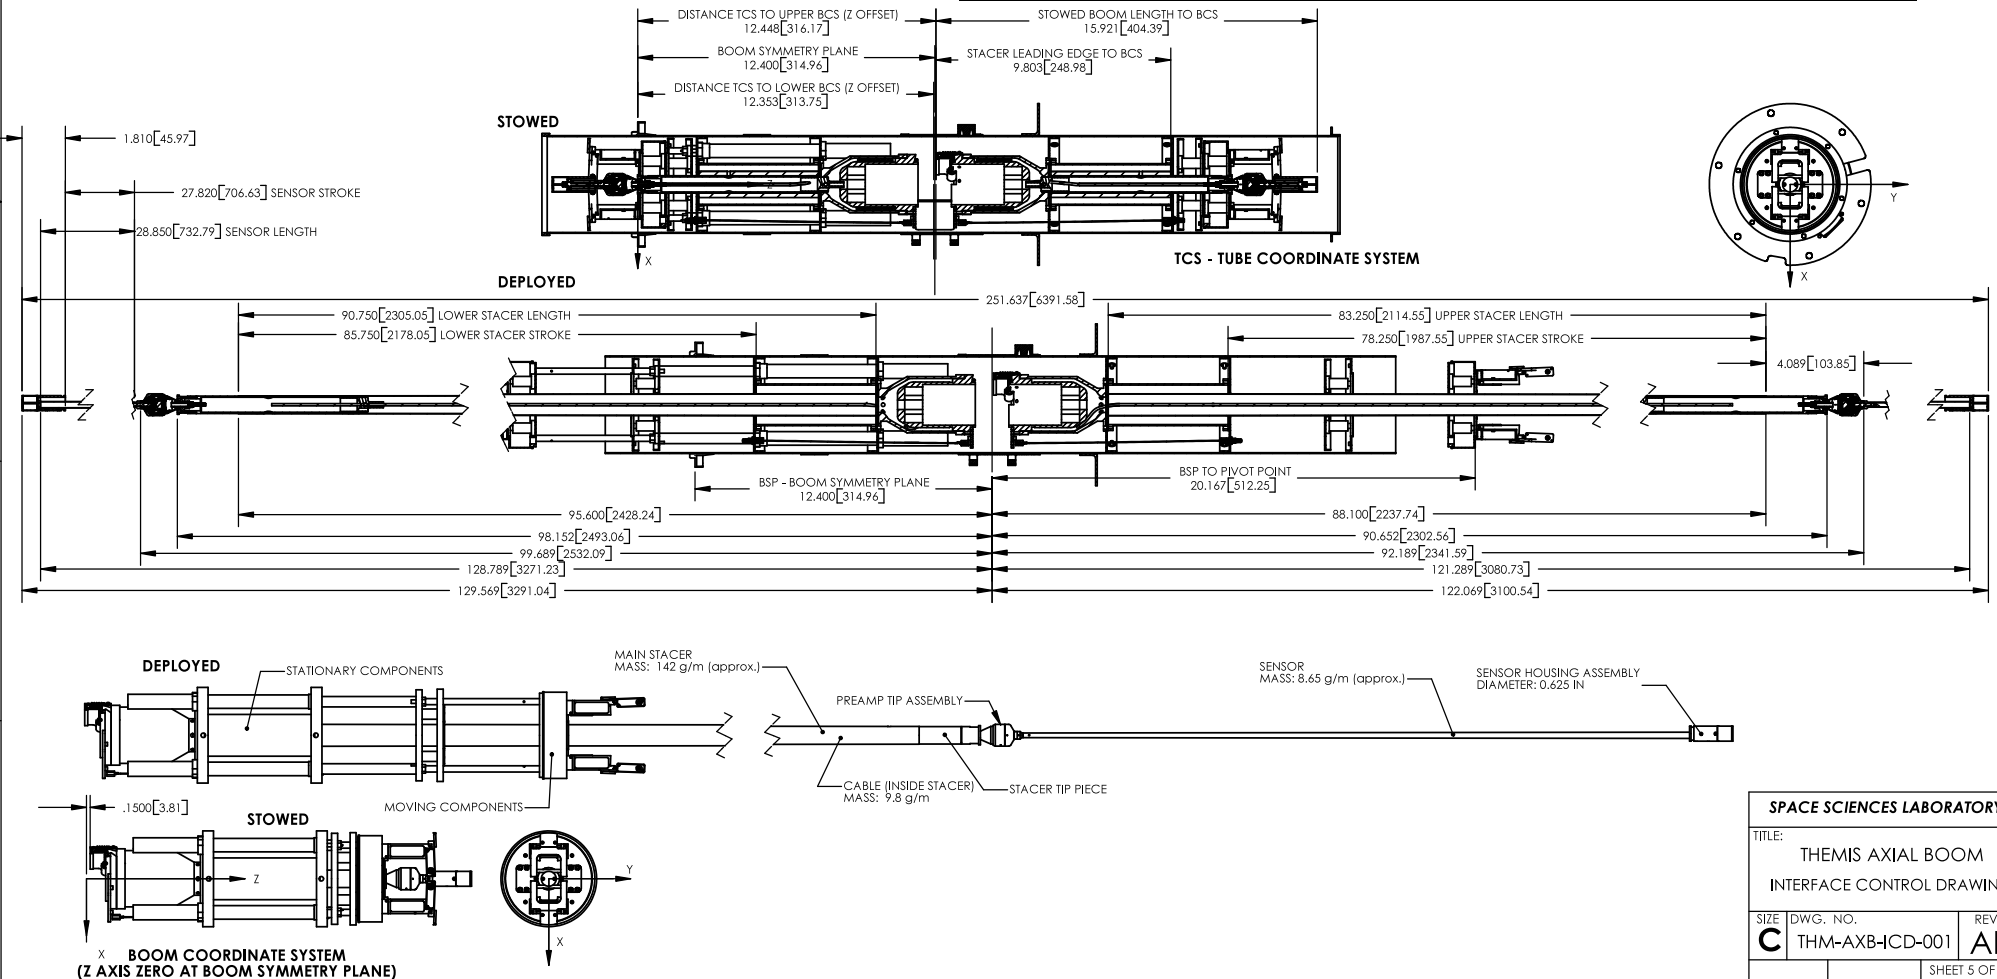 DISTANCE TCS TO UPPER BCS (Z OFFSET)
12.448[316.17]
STOWED BOOM LENGTH TO BCS
15.921[404.39]
BOOM SYMMETRY PLANE
12.400[314.96]
STACER LEADING EDGE TO BCS
9.803[248.98]
DISTANCE TCS TO LOWER BCS (Z OFFSET)
12.353[313.75]
STOWED
1.810[45.97]
27.820[706.63] SENSOR STROKE
28.850[732.79] SENSOR LENGTH
Z
X
Y
X
TCS - TUBE COORDINATE SYSTEM
DEPLOYED
251.637[6391.58]
90.750[2305.05] LOWER STACER LENGTH
83.250[2114.55] UPPER STACER LENGTH
85.750[2178.05] LOWER STACER STROKE
78.250[1987.55] UPPER STACER STROKE
4.089[103.85]
BSP - BOOM SYMMETRY PLANE
12.400[314.96]
BSP TO PIVOT POINT
20.167[512.25]
95.600[2428.24]
88.100[2237.74]
98.152[2493.06]
90.652[2302.56]
99.689[2532.09]
92.189[2341.59]
128.789[3271.23]
121.289[3080.73]
129.569[3291.04]
122.069[3100.54]
DEPLOYED
STATIONARY COMPONENTS
MAIN STACER
MASS: 142 g/m (approx.)
PREAMP TIP ASSEMBLY
SENSOR
MASS: 8.65 g/m (approx.)
SENSOR HOUSING ASSEMBLY
DIAMETER: 0.625 IN
CABLE (INSIDE STACER)
MASS: 9.8 g/m
STACER TIP PIECE
MOVING COMPONENTS
.1500[3.81]
STOWED
Z
X
Y
X
BOOM COORDINATE SYSTEM
(Z AXIS ZERO AT BOOM SYMMETRY PLANE)
SPACE SCIENCES LABORATORY
TITLE:
THEMIS AXIAL BOOM
INTERFACE CONTROL DRAWIN
SIZE
C
DWG. NO.
THM-AXB-ICD-001
REV
SHEET 5 OF